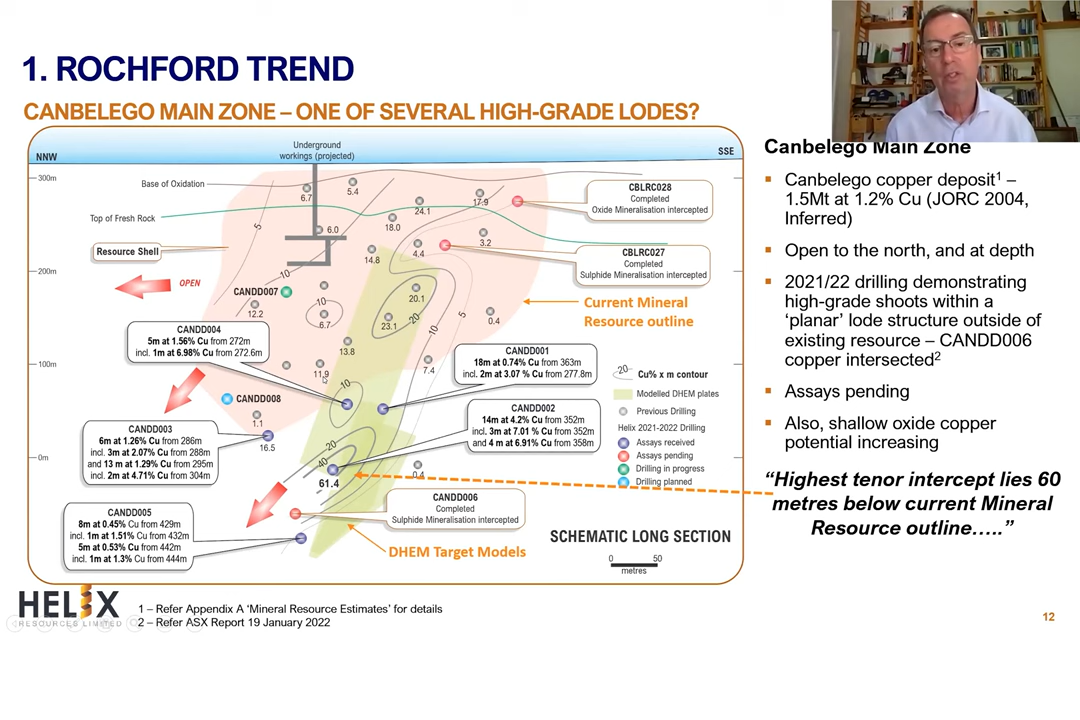 1. ROCHFORD TREND
CANBELEGO MAIN ZONE – ONE OF SEVERAL HIGH-GRADE LODES?
NNW
Underground
workings (projected)
SSE
300m
Base of Oxidation
6.7
5.4
24.1
17.9
CBLRC028
Completed
Oxide Mineralisation intercepted
Top of Fresh Rock
5
6.0
18.0
Resource Shell
14.8
4.4
3.2
CBLRC027
Completed
Sulphide Mineralisation intercepted
200m
10
OPEN
CANDD007
12.2
10
6.7
20.1
23.1
20
10
5
0.4
Current Mineral
Resource outline
CANDD004
5m at 1.56% Cu from 272m
incl. 1m at 6.98% Cu from 272.6m
13.8
11.9
7.4
100m
CANDD001
18m at 0.74% Cu from 363m
incl. 2m at 3.07 % Cu from 277.8m
20
Cu% x m contour
Modelled DHEM plates
Previous Drilling
Helix 2021-2022 Drilling
Assays received
Assays pending
Drilling in progress
Drilling planned
10
CANDD008
1.1
16.5
CANDD002
14m at 4.2% Cu from 352m
incl. 3m at 7.01 % Cu from 352m
and 4 m at 6.91% Cu from 358m
CANDD003
6m at 1.26% Cu from 286m
incl. 3m at 2.07% Cu from 288m
and 13 m at 1.29% Cu from 295m
incl. 2m at 4.71% Cu from 304m
0m
20
40
61.4
0.4
CANDD006
Completed
Sulphide Mineralisation intercepted
CANDD005
8m at 0.45% Cu from 429m
incl. 1m at 1.51% Cu from 432m
5m at 0.53% Cu from 442m
incl. 1m at 1.3% Cu from 444m
DHEM Target Models
SCHEMATIC LONG SECTION
0 50
metres
Canbelego Main Zone
Canbelego copper deposit1 –
1.5Mt at 1.2% Cu (JORC 2004,
Inferred)
Open to the north, and at depth
2021/22 drilling demonstrating
high-grade shoots within a
‘planar’ lode structure outside of
existing resource – CANDD006
copper intersected2
Assays pending
Also, shallow oxide copper
potential increasing
“Highest tenor intercept lies 60
metres below current Mineral
Resource outline…..”
HELIX
RESOURCES LIMITED
1 – Refer Appendix A ‘Mineral Resource Estimates’ for details
2 – Refer ASX Report 19 January 2022
12